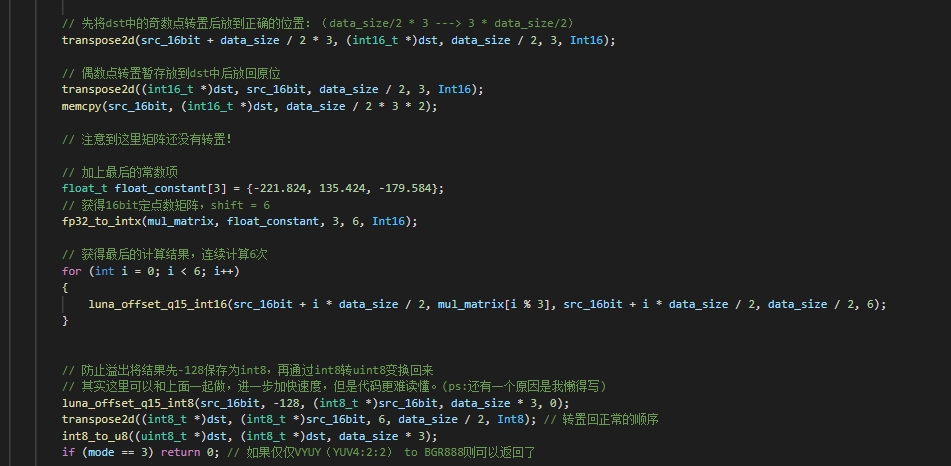 // 先将dst中的奇数点转置后放到正确的位置: (data_size/2 * 3 ---> 3 * data_size/2)
transpose2d(src_16bit + data_size / 2 * 3, (int16_t *)dst, data_size / 2, 3, Int16);
// 偶数点转置暂存放到dst中后放回原位
transpose2d((int16_t *)dst, src_16bit, data_size / 2, 3, Int16);
memcpy(src_16bit, (int16_t *)dst, data_size / 2 * 3 * 2);
// 注意到这里矩阵还没有转置!
// 加上最后的常数项
float_t float_constant[3] = {-221.824, 135.424, -179.584};
// 获得16bit定点数矩阵, shift = 6
fp32_to_intx(mul_matrix, float_constant, 3, 6, Int16);
// 获得最后的计算结果, 连续计算6次
for (int i = 0; i < 6; i++)
{
luna_offset_q15_int16(src_16bit + i * data_size / 2, mul_matrix[i % 3], src_16bit + i * data_size / 2, data_size / 2, 6);
}
// 防止溢出将结果先-128保存为int8, 再通过int8转uint8变换回来
// 其实这里可以和上面一起做, 进一步加快速度, 但是代码更难读懂。(ps:还有一个原因是我懒得写)
luna_offset_q15_int8(src_16bit, -128, (int8_t *)src_16bit, data_size * 3, 0);
transpose2d((int8_t *)dst, (int8_t *)src_16bit, 6, data_size / 2, Int8); // 转置回正常的顺序
int8_to_u8((uint8_t *)dst, (int8_t *)dst, data_size * 3);
if (mode == 3) return 0; // 如果仅仅VYUY (YUV4:2:2) to BGR888则可以返回了